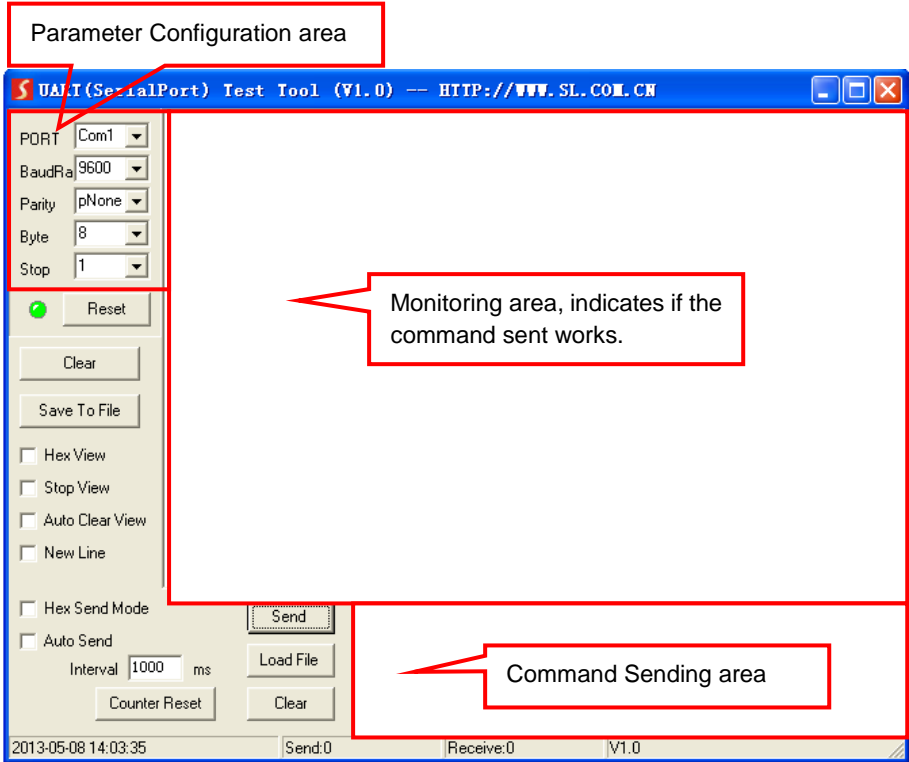 Parameter Configuration area
UART(SerialPort) Test Tool (V1.0) -- HTTP://WWW.SL.COM.CN
PORT Com1
BaudRa 9600
Parity pNone
Byte 8
Stop 1
Reset
Monitoring area, indicates if the
command sent works.
Clear
Save To File
Hex View
Stop View
Auto Clear View
New Line
Hex Send Mode
Send
Auto Send
Interval 1000 ms
Load File
Command Sending area
Counter Reset
Clear
2013-05-08 14:03:35 Send:0 Receive:0 V1.0